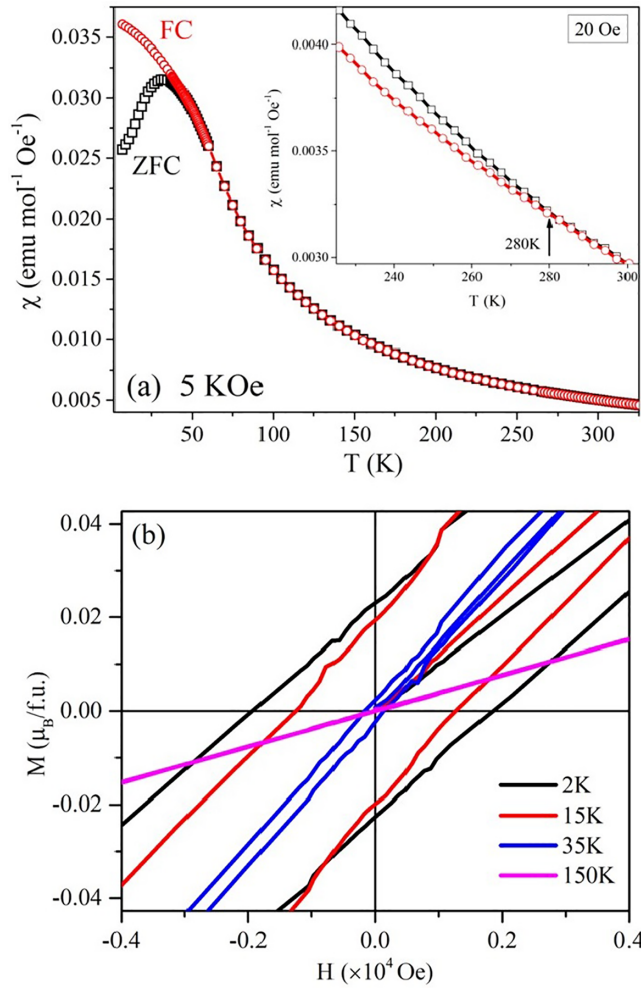 0.035
0.030
0.025
0.020
0.015
0.010
0.005
χ (emu mol⁻¹ Oe⁻¹)
FC
ZFC
(a) 5 KOe
50 100 150 200 250 300
T (K)
20 Oe
0.0040
0.0035
0.0030
χ (emu mol⁻¹ Oe⁻¹)
280K
240 260 280 300
T (K)
(b)
0.04
0.02
0.00
-0.02
-0.04
M (μB/f.u.)
2K
15K
35K
150K
-0.4 -0.2 0.0 0.2 0.4
H (×10⁴ Oe)